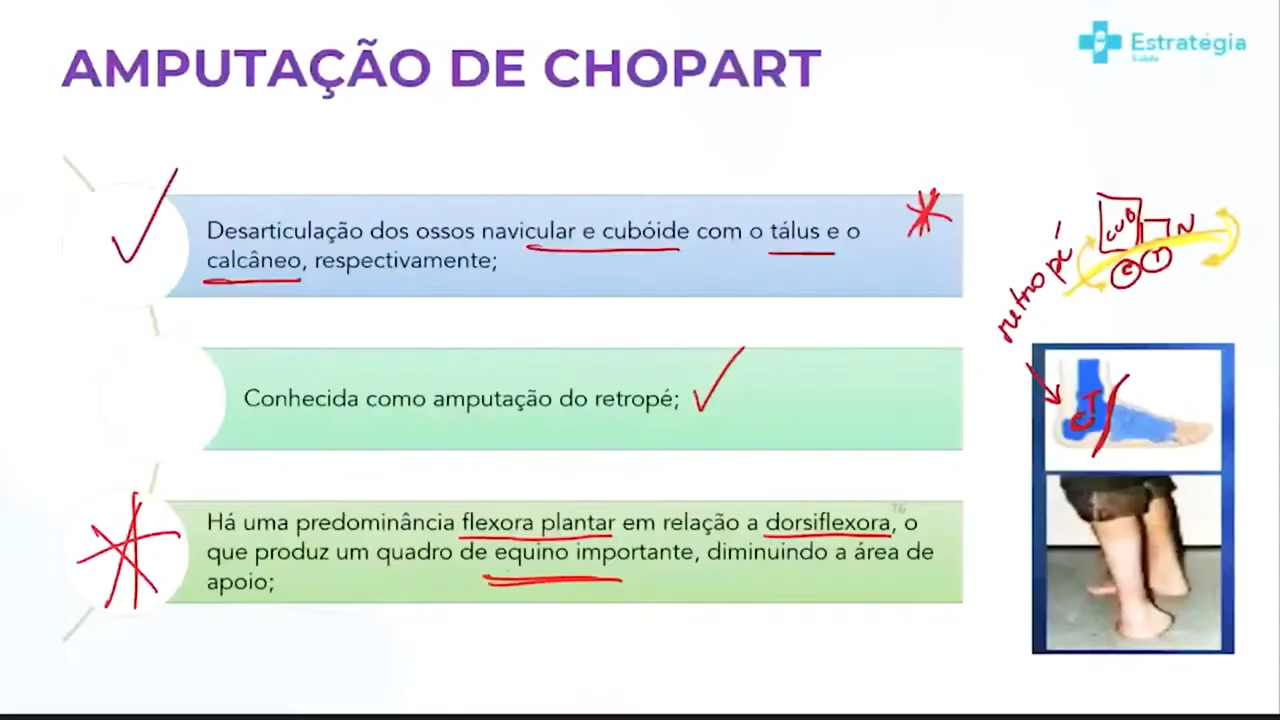 AMPUTAÇÃO DE CHOPART
Estratégia
Saúde
Desarticulação dos ossos navicular e cubóide com o tálus e o
calcâneo, respectivamente;
Conhecida como amputação do retropé;
76
Há uma predominância flexora plantar em relação a dorsiflexora, o
que produz um quadro de equino importante, diminuindo a área de
apoio;
retropé
CUB
N
C T
C T